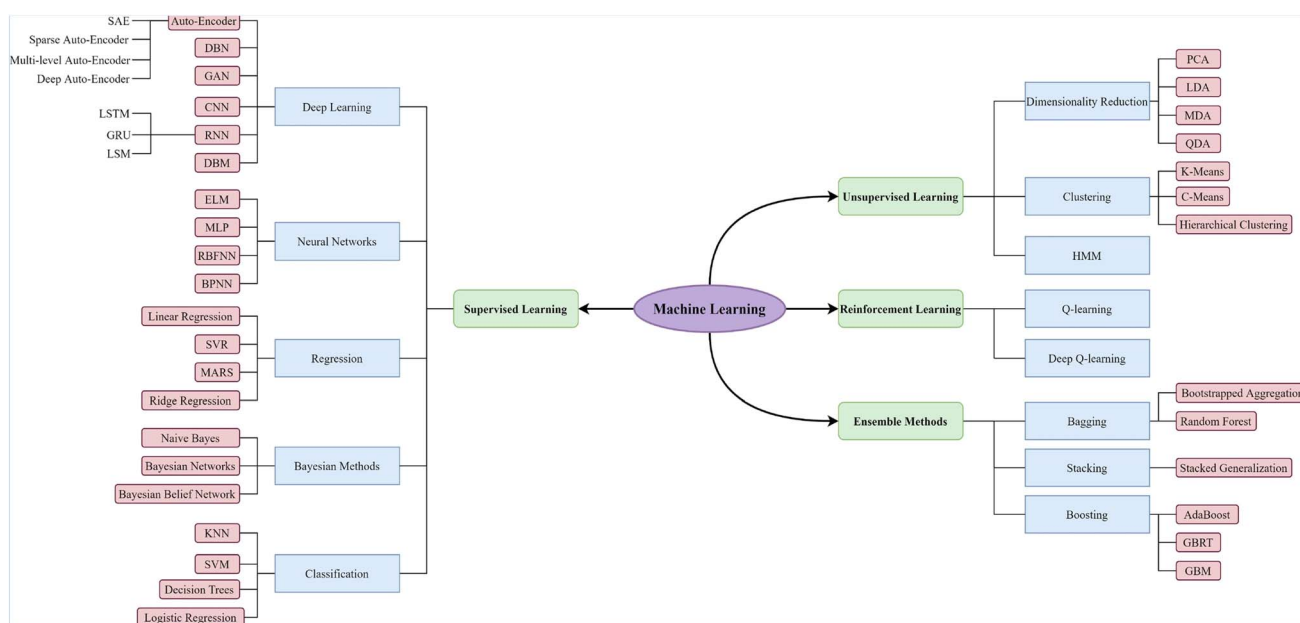 SAE
Sparse Auto-Encoder
Multi-level Auto-Encoder
Deep Auto-Encoder
Auto-Encoder
DBN
GAN
CNN
LSTM
GRU
LSM
RNN
DBM
Deep Learning
ELM
MLP
RBFNN
BPNN
Neural Networks
Linear Regression
SVR
MARS
Ridge Regression
Regression
Naive Bayes
Bayesian Networks
Bayesian Belief Network
Bayesian Methods
KNN
SVM
Decision Trees
Logistic Regression
Classification
Supervised Learning
Machine Learning
Unsupervised Learning
Dimensionality Reduction
PCA
LDA
MDA
QDA
Clustering
K-Means
C-Means
Hierarchical Clustering
HMM
Reinforcement Learning
Q-learning
Deep Q-learning
Ensemble Methods
Bagging
Bootstrapped Aggregation
Random Forest
Stacking
Stacked Generalization
Boosting
AdaBoost
GBRT
GBM